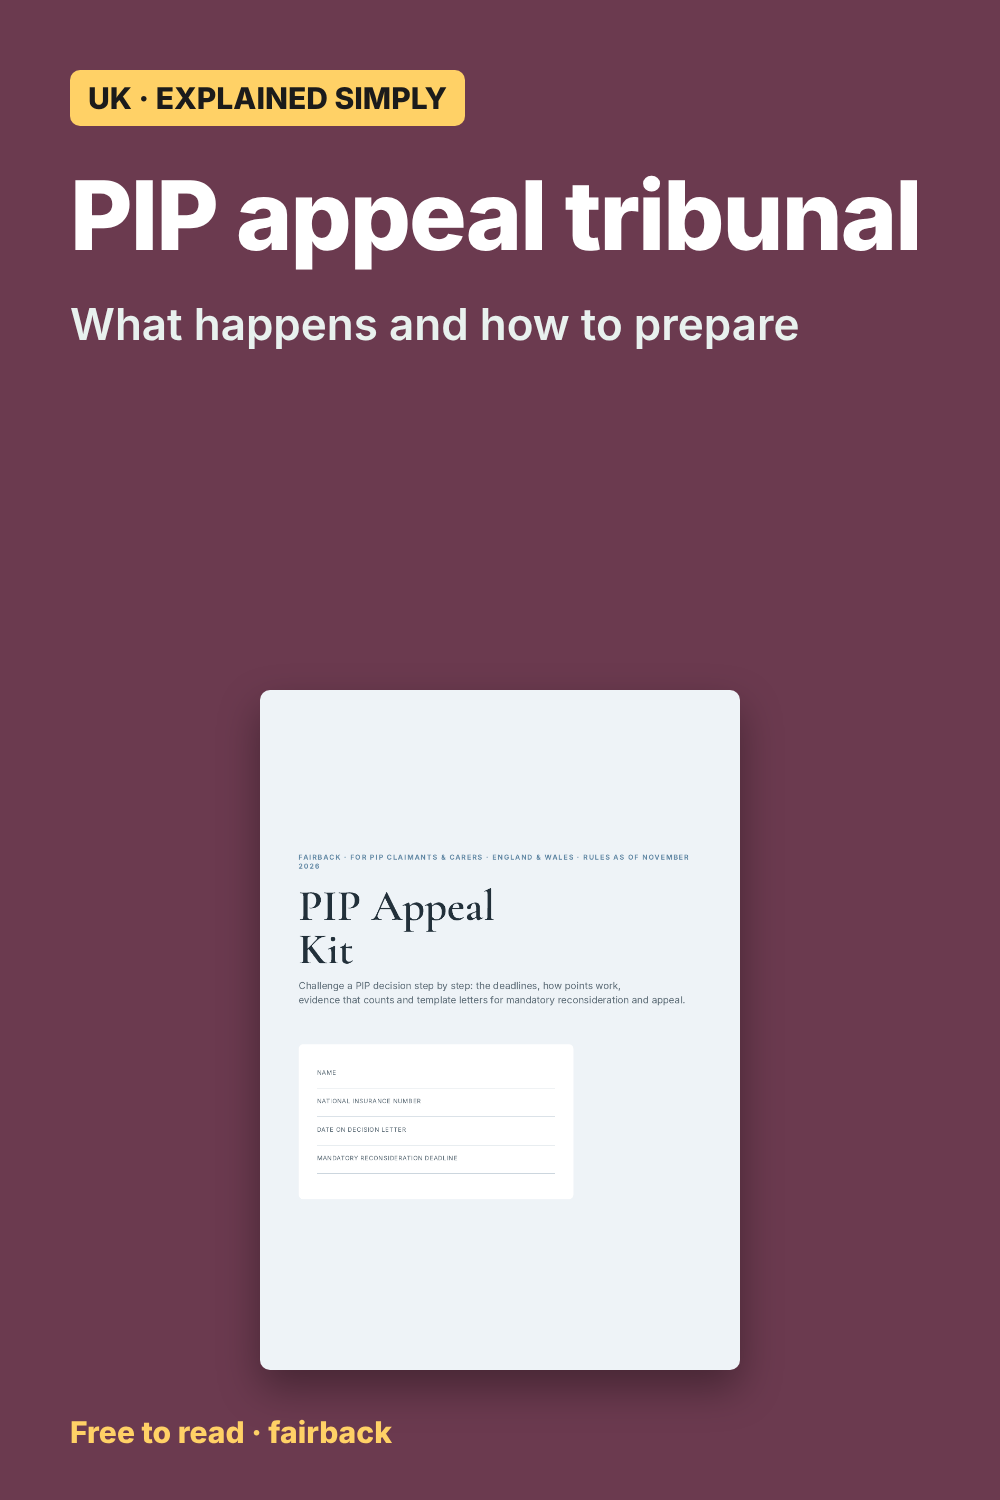 UK · EXPLAINED SIMPLY
PIP appeal tribunal
What happens and how to prepare
FAIRBACK · FOR PIP CLAIMANTS & CARERS · ENGLAND & WALES · RULES AS OF NOVEMBER
2026
PIP Appeal
Kit
Challenge a PIP decision step by step: the deadlines, how points work,
evidence that counts and template letters for mandatory reconsideration and appeal.
NAME
NATIONAL INSURANCE NUMBER
DATE ON DECISION LETTER
MANDATORY RECONSIDERATION DEADLINE
Free to read · fairback